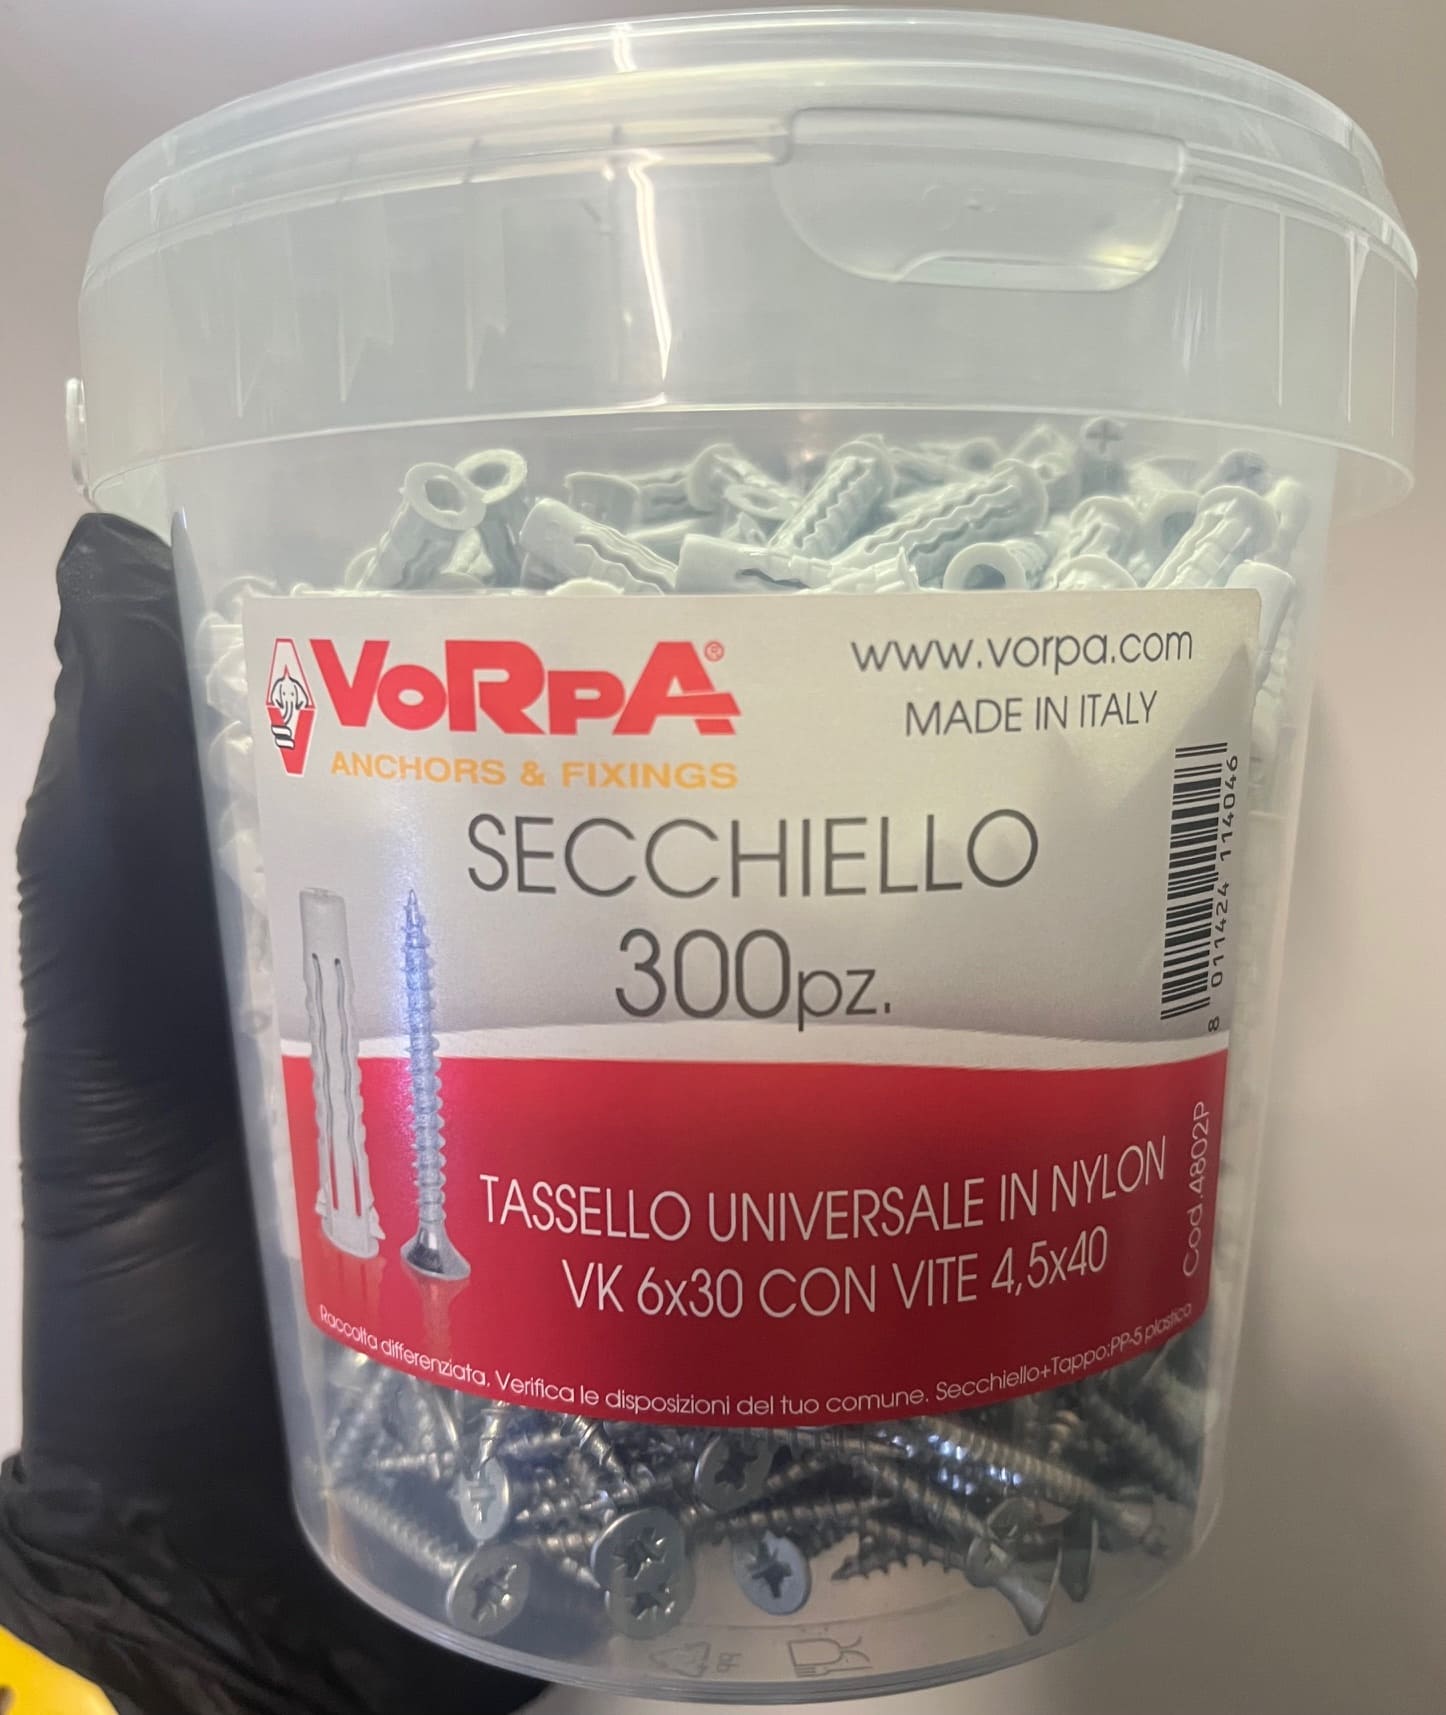 VORPA®
ANCHORS & FIXINGS
www.vorpa.com
MADE IN ITALY
SECCHIELLO
300pz.
8 011424 114046
TASSELLO UNIVERSALE IN NYLON
VK 6x30 CON VITE 4,5x40
Cod.4802P
Raccolta differenziata. Verifica le disposizioni del tuo comune. Secchiello+Tappo:PP-5 plastica